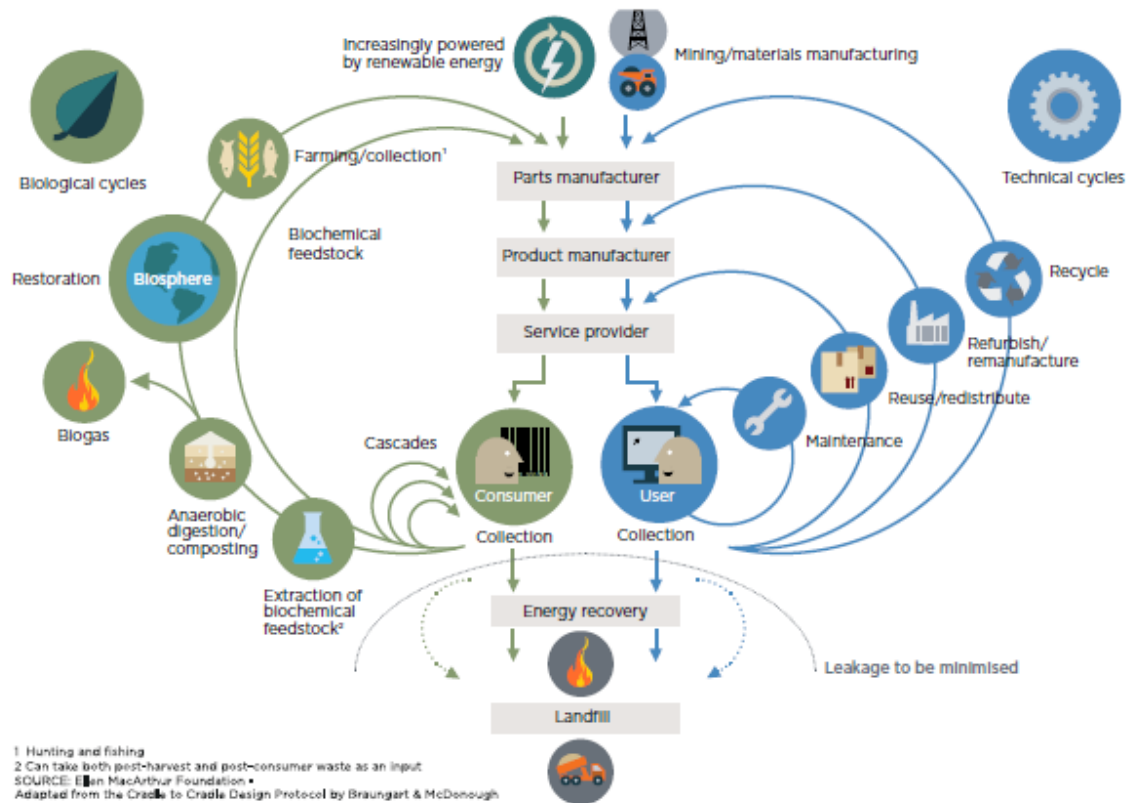 Increasingly powered
by renewable energy
Mining/materials manufacturing
Biological cycles
Farming/collection¹
Parts manufacturer
Technical cycles
Biochemical
feedstock
Product manufacturer
Restoration
Biosphere
Recycle
Service provider
Refurbish/
remanufacture
Reuse/redistribute
Biogas
Cascades
Maintenance
Consumer
User
Anaerobic
digestion/
composting
Collection
Collection
Extraction of
biochemical
feedstock²
Energy recovery
Leakage to be minimised
Landfill
1 Hunting and fishing
2 Can take both post-harvest and post-consumer waste as an input
SOURCE: Ellen MacArthur Foundation •
Adapted from the Cradle to Cradle Design Protocol by Braungart & McDonough